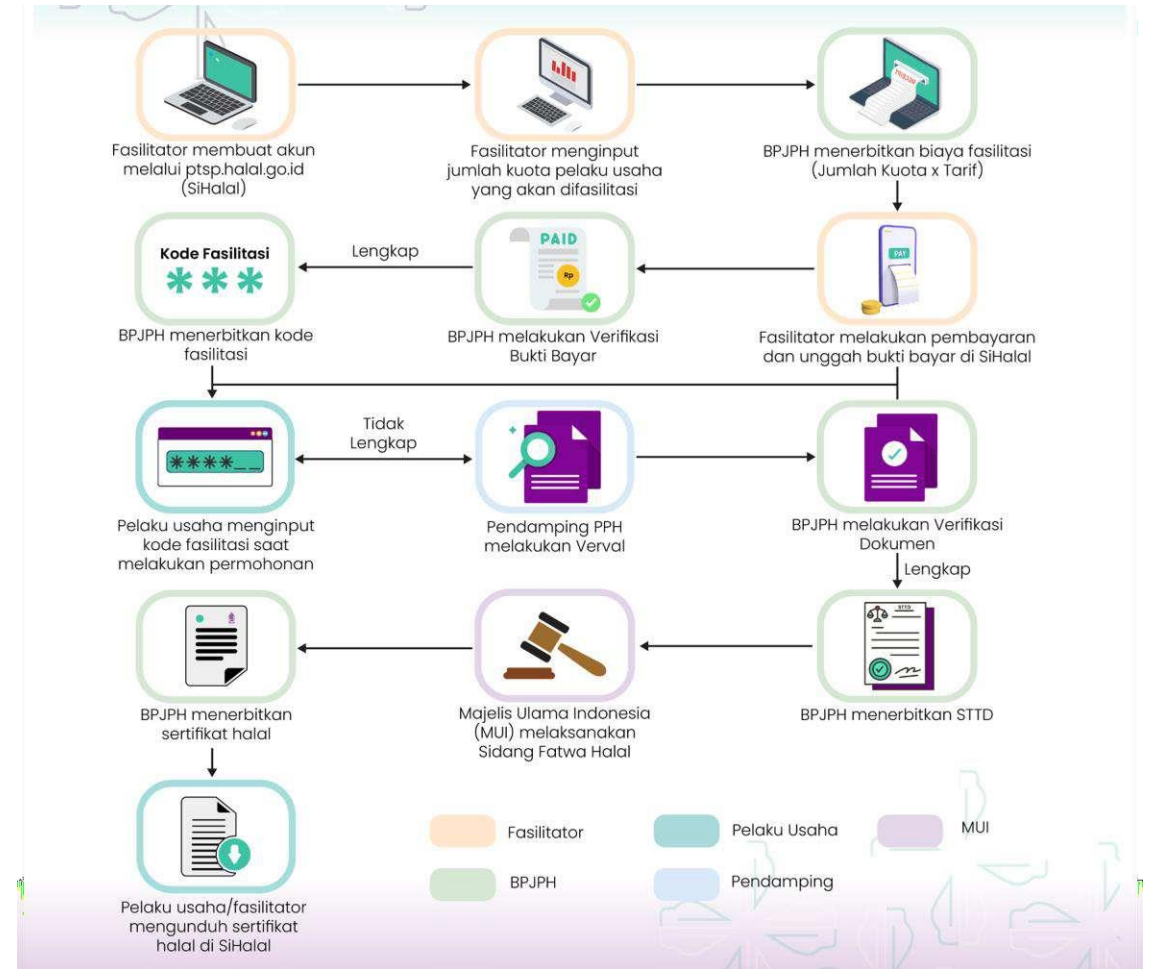 Fasilitator membuat akun
melalui ptsp.halal.go.id
(SiHalal)
Fasilitator menginput
jumlah kuota pelaku usaha
yang akan difasilitasi
RECEIPT
BPJPH menerbitkan biaya fasilitasi
(Jumlah Kuota x Tarif)
Kode Fasilitasi
***
BPJPH menerbitkan kode
fasilitasi
Lengkap
PAID
Rp
BPJPH melakukan Verifikasi
Bukti Bayar
PAY
Fasilitator melakukan pembayaran
dan unggah bukti bayar di SiHalal
****__
Pelaku usaha menginput
kode fasilitasi saat
melakukan permohonan
Tidak
Lengkap
Pendamping PPH
melakukan Verval
BPJPH melakukan Verifikasi
Dokumen
Lengkap
BPJPH menerbitkan
sertifikat halal
Majelis Ulama Indonesia
(MUI) melaksanakan
Sidang Fatwa Halal
STTD
BPJPH menerbitkan STTD
Pelaku usaha/fasilitator
mengunduh sertifikat
halal di SiHalal
Fasilitator
Pelaku Usaha
MUI
BPJPH
Pendamping